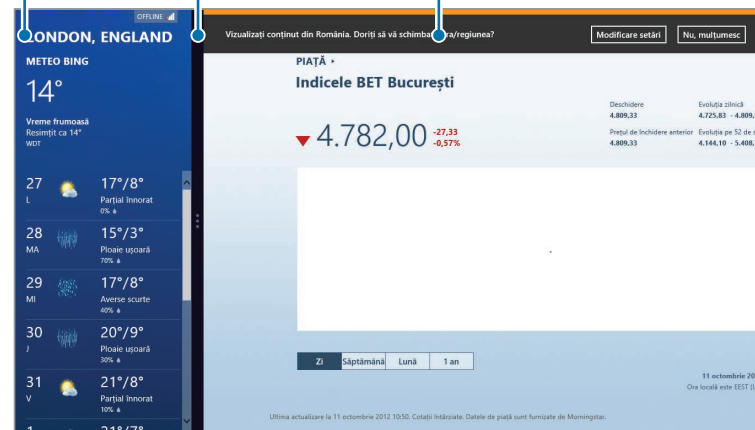 OFFLINE
LONDON, ENGLAND
METEO BING
14°
Vreme frumoasă
Resimțit ca 14°
WDT
27
L
17°/8°
Parțial înnorat
0%
28
MA
15°/3°
Ploaie ușoară
70%
29
MI
17°/8°
Averse scurte
40%
30
J
20°/9°
Ploaie ușoară
30%
31
V
21°/8°
Parțial înnorat
10%
Vizualizați conținut din România. Doriți să vă schimbați țara/regiunea?
Modificare setări
Nu, mulțumesc
PIAȚĂ
Indicele BET București
4.782,00
-27,33
-0,57%
Deschidere
4.809,33
Evoluția zilnică
4.725,83 - 4.809,
Prețul de închidere anterior
4.809,33
Evoluția pe 52 de
4.144,10 - 5.408,
Zi Săptămână Lună 1 an
11 octombrie 20
Ora locală este EEST
Ultima actualizare la 11 octombrie 2012 10:50. Cotații întârziate. Datele de piață sunt furnizate de Morningstar.